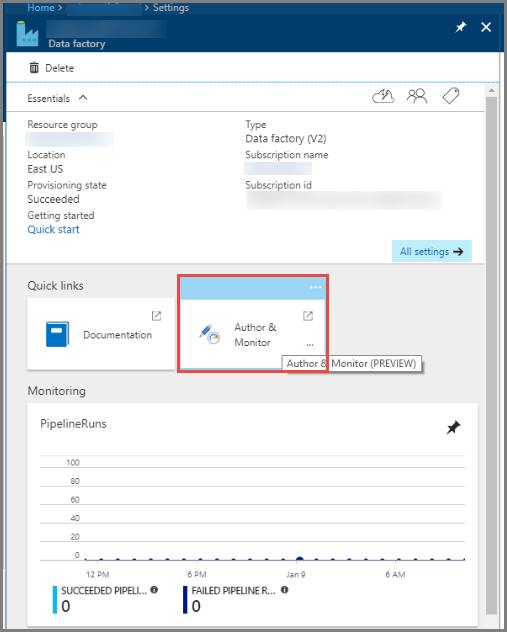 Home > > Settings
Data factory
Delete
Essentials
Resource group
Type
Data factory (V2)
Location
East US
Subscription name
Provisioning state
Succeeded
Subscription id
Getting started
Quick start
All settings →
Quick links
...
Documentation
Author &
Monitor
...
Author & Monitor (PREVIEW)
Monitoring
PipelineRuns
100
80
60
40
20
0
12 PM
6 PM
Jan 9
6 AM
SUCCEEDED PIPELI...
0
FAILED PIPELINE R...
0